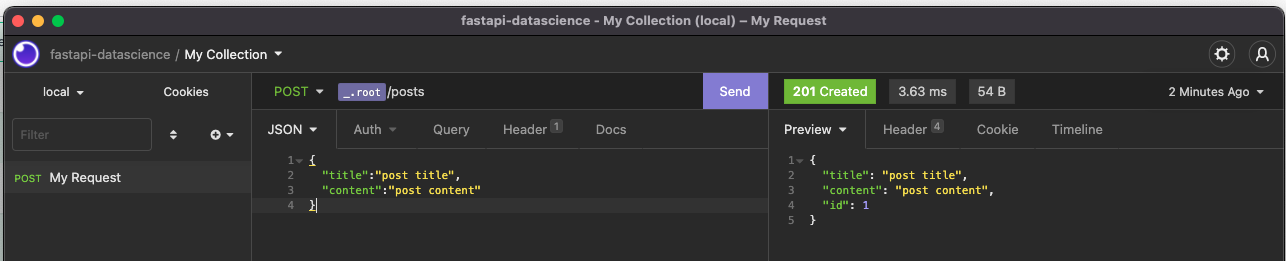 fastapi-datascience - My Collection (local) – My Request
fastapi-datascience / My Collection
local Cookies
Filter
POST My Request
POST _.root/posts Send
JSON Auth Query Header 1 Docs
1 {
2 "title":"post title",
3 "content":"post content"
4 }
201 Created 3.63 ms 54 B 2 Minutes Ago
Preview Header 4 Cookie Timeline
1 {
2 "title": "post title",
3 "content": "post content",
4 "id": 1
5 }